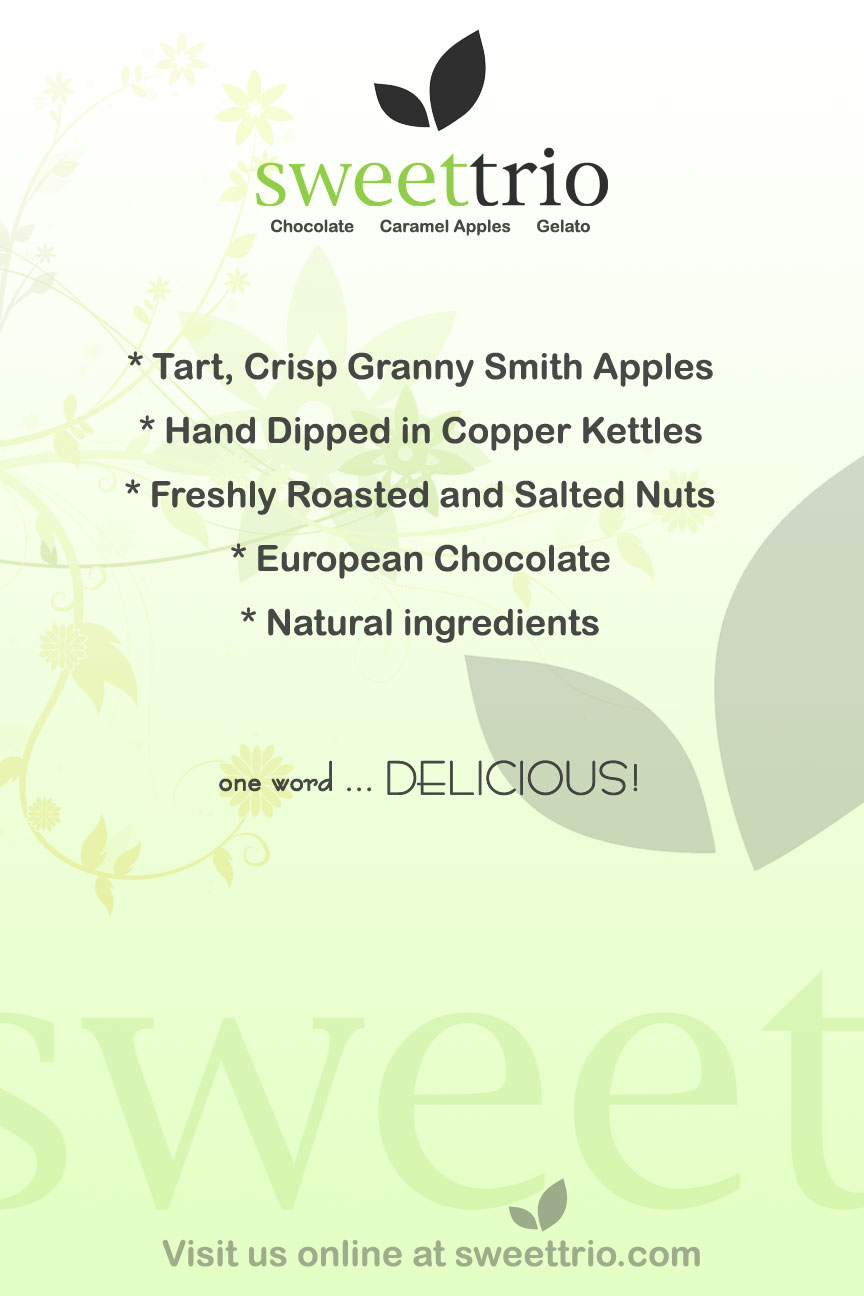 sweettrio
Chocolate Caramel Apples Gelato
* Tart, Crisp Granny Smith Apples
* Hand Dipped in Copper Kettles
* Freshly Roasted and Salted Nuts
* European Chocolate
* Natural ingredients
one word ... DELICIOUS!
sweet
Visit us online at sweettrio.com